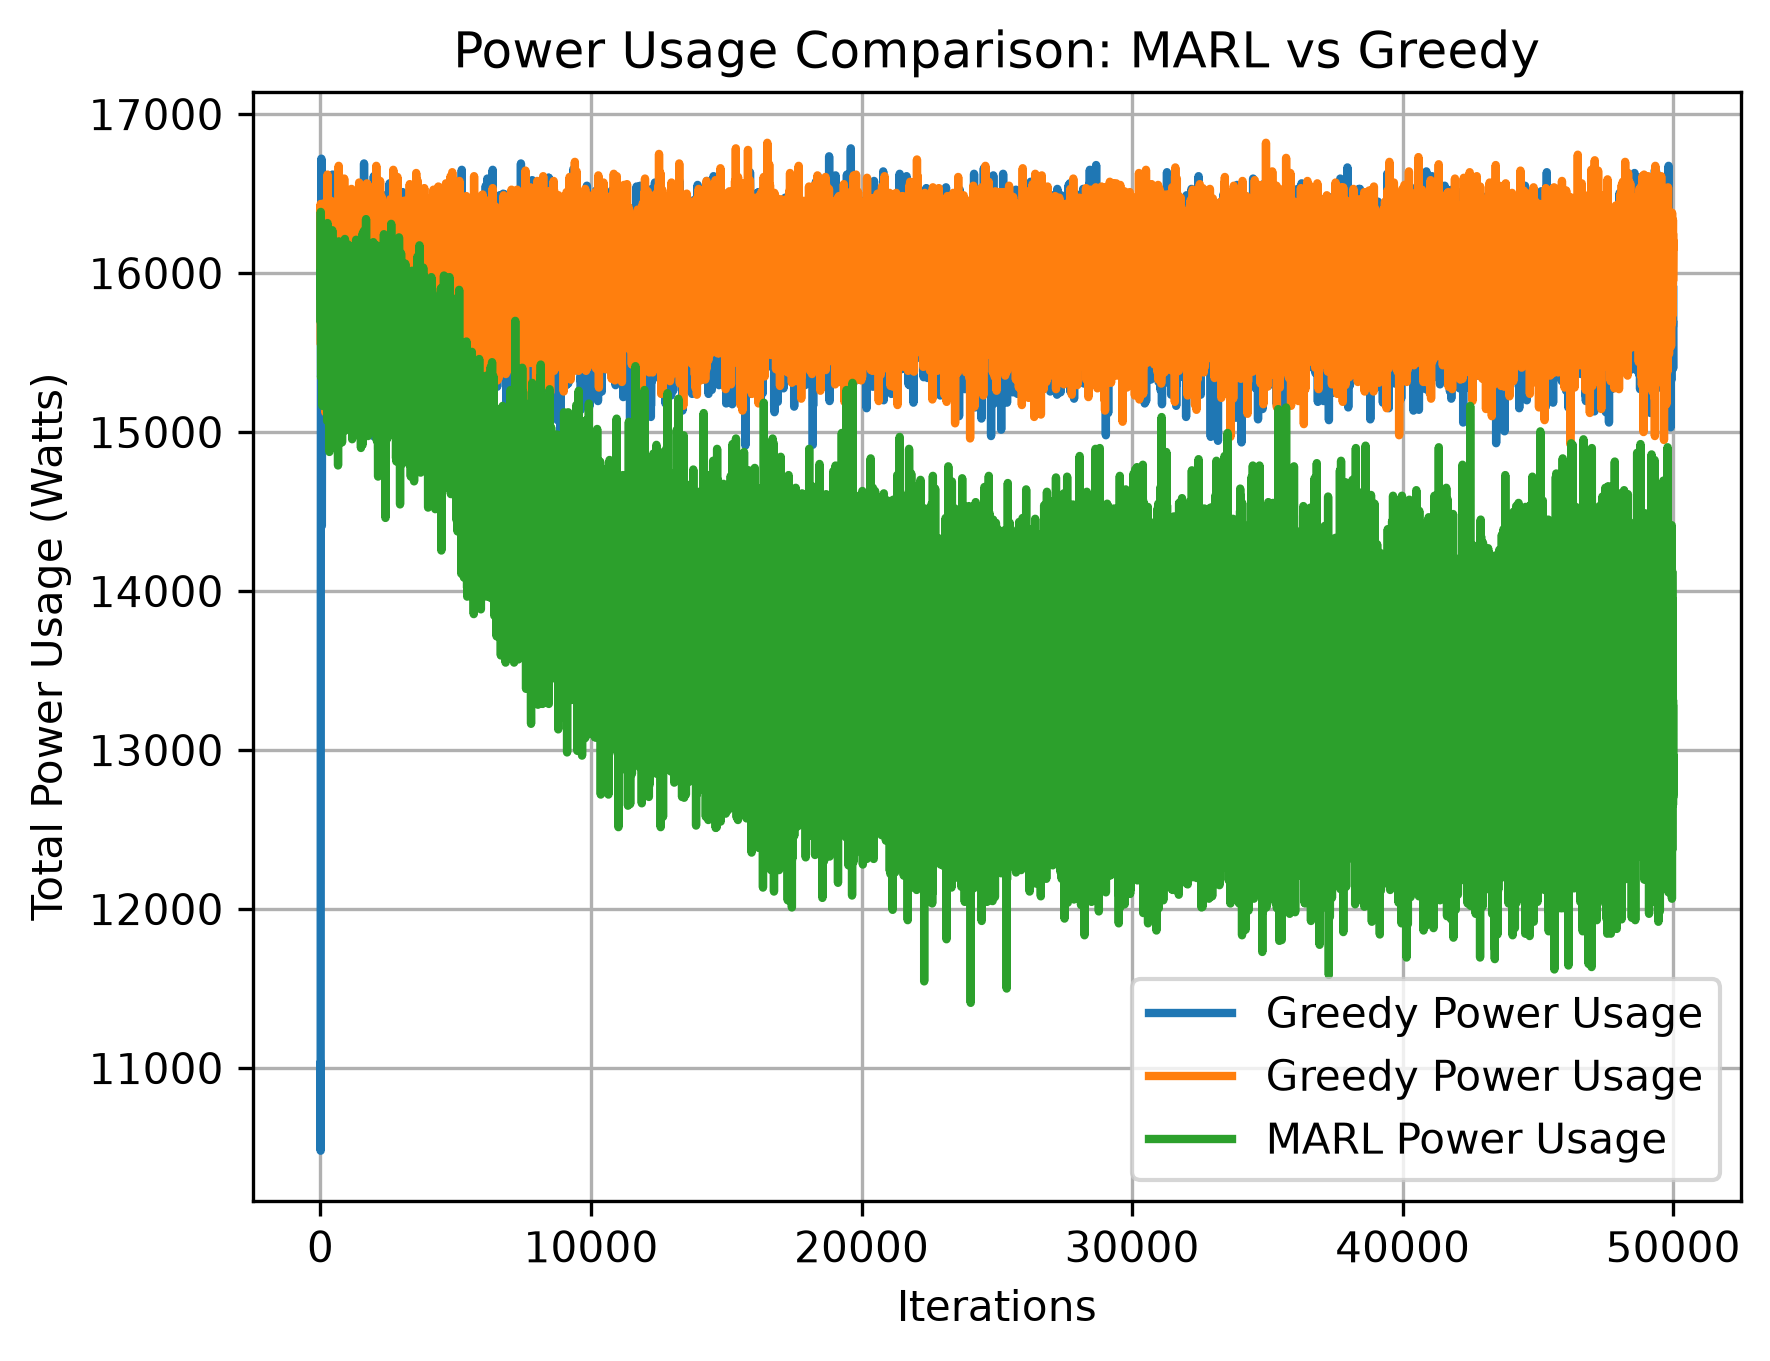 Power Usage Comparison: MARL vs Greedy
17000
16000
15000
14000
13000
12000
11000
Total Power Usage (Watts)
Greedy Power Usage
Greedy Power Usage
MARL Power Usage
0 10000 20000 30000 40000 50000
Iterations